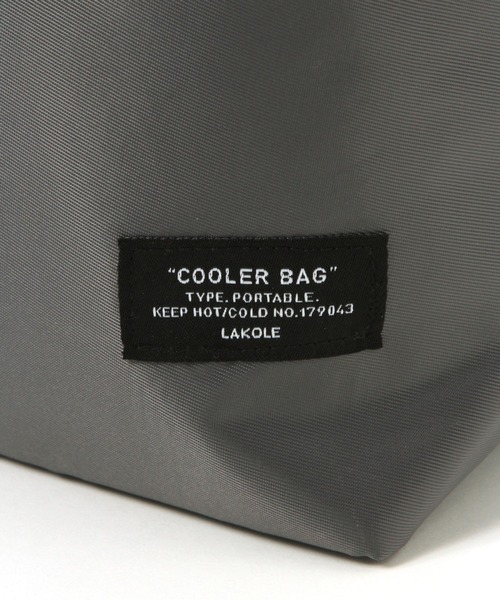 “COOLER BAG”
TYPE. PORTABLE.
KEEP HOT/COLD NO.179043
LAKOLE